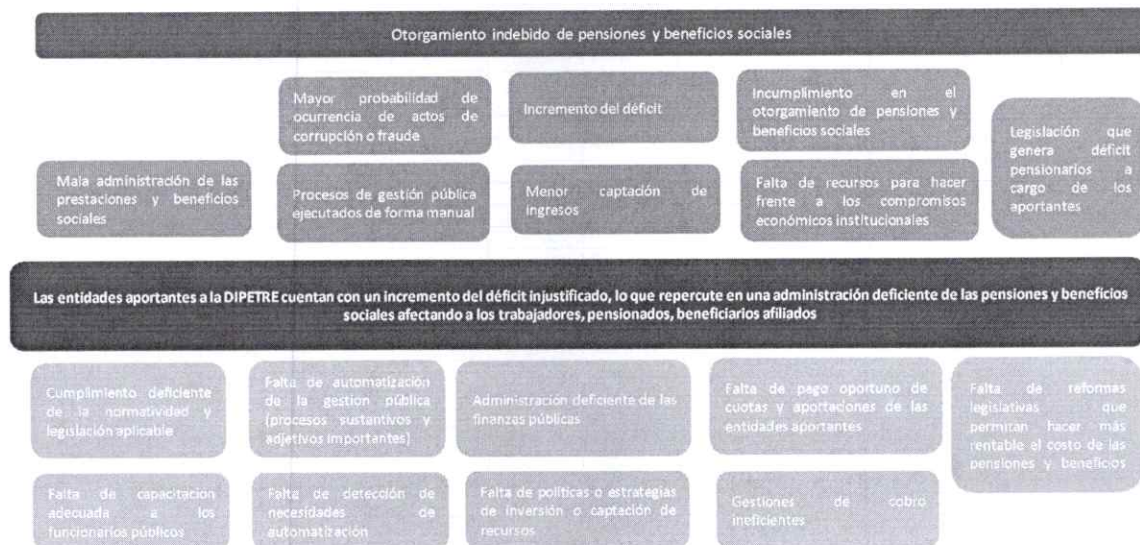 Otorgamiento indebido de pensiones y beneficios sociales
Mayor probabilidad de
ocurrencia de actos de
corrupción o fraude
Incremento del déficit
Incumplimiento en el
otorgamiento de pensiones y
beneficios sociales
Legislación que
genera déficit
pensionarios a
cargo de los
aportantes
Mala administración de las
prestaciones y beneficios
sociales
Procesos de gestión pública
ejecutados de forma manual
Menor captación de
ingresos
Falta de recursos para hacer
frente a los compromisos
económicos institucionales
Las entidades aportantes a la DIPETRE cuentan con un incremento del déficit injustificado, lo que repercute en una administración deficiente de las pensiones y beneficios
sociales afectando a los trabajadores, pensionados, beneficiarios afiliados
Cumplimiento deficiente
de la normatividad y
legislación aplicable
Falta de automatización
de la gestión pública
(procesos sustantivos y
adjetivos importantes)
Administración deficiente de las
finanzas públicas
Falta de pago oportuno de
cuotas y aportaciones de las
entidades aportantes
Falta de reformas
legislativas que
permitan hacer más
rentable el costo de las
pensiones y beneficios
Falta de capacitación
adecuada a los
funcionarios públicos
Falta de detección de
necesidades de
automatización
Falta de políticas o estrategias
de inversión o captación de
recursos
Gestiones de cobro
ineficientes